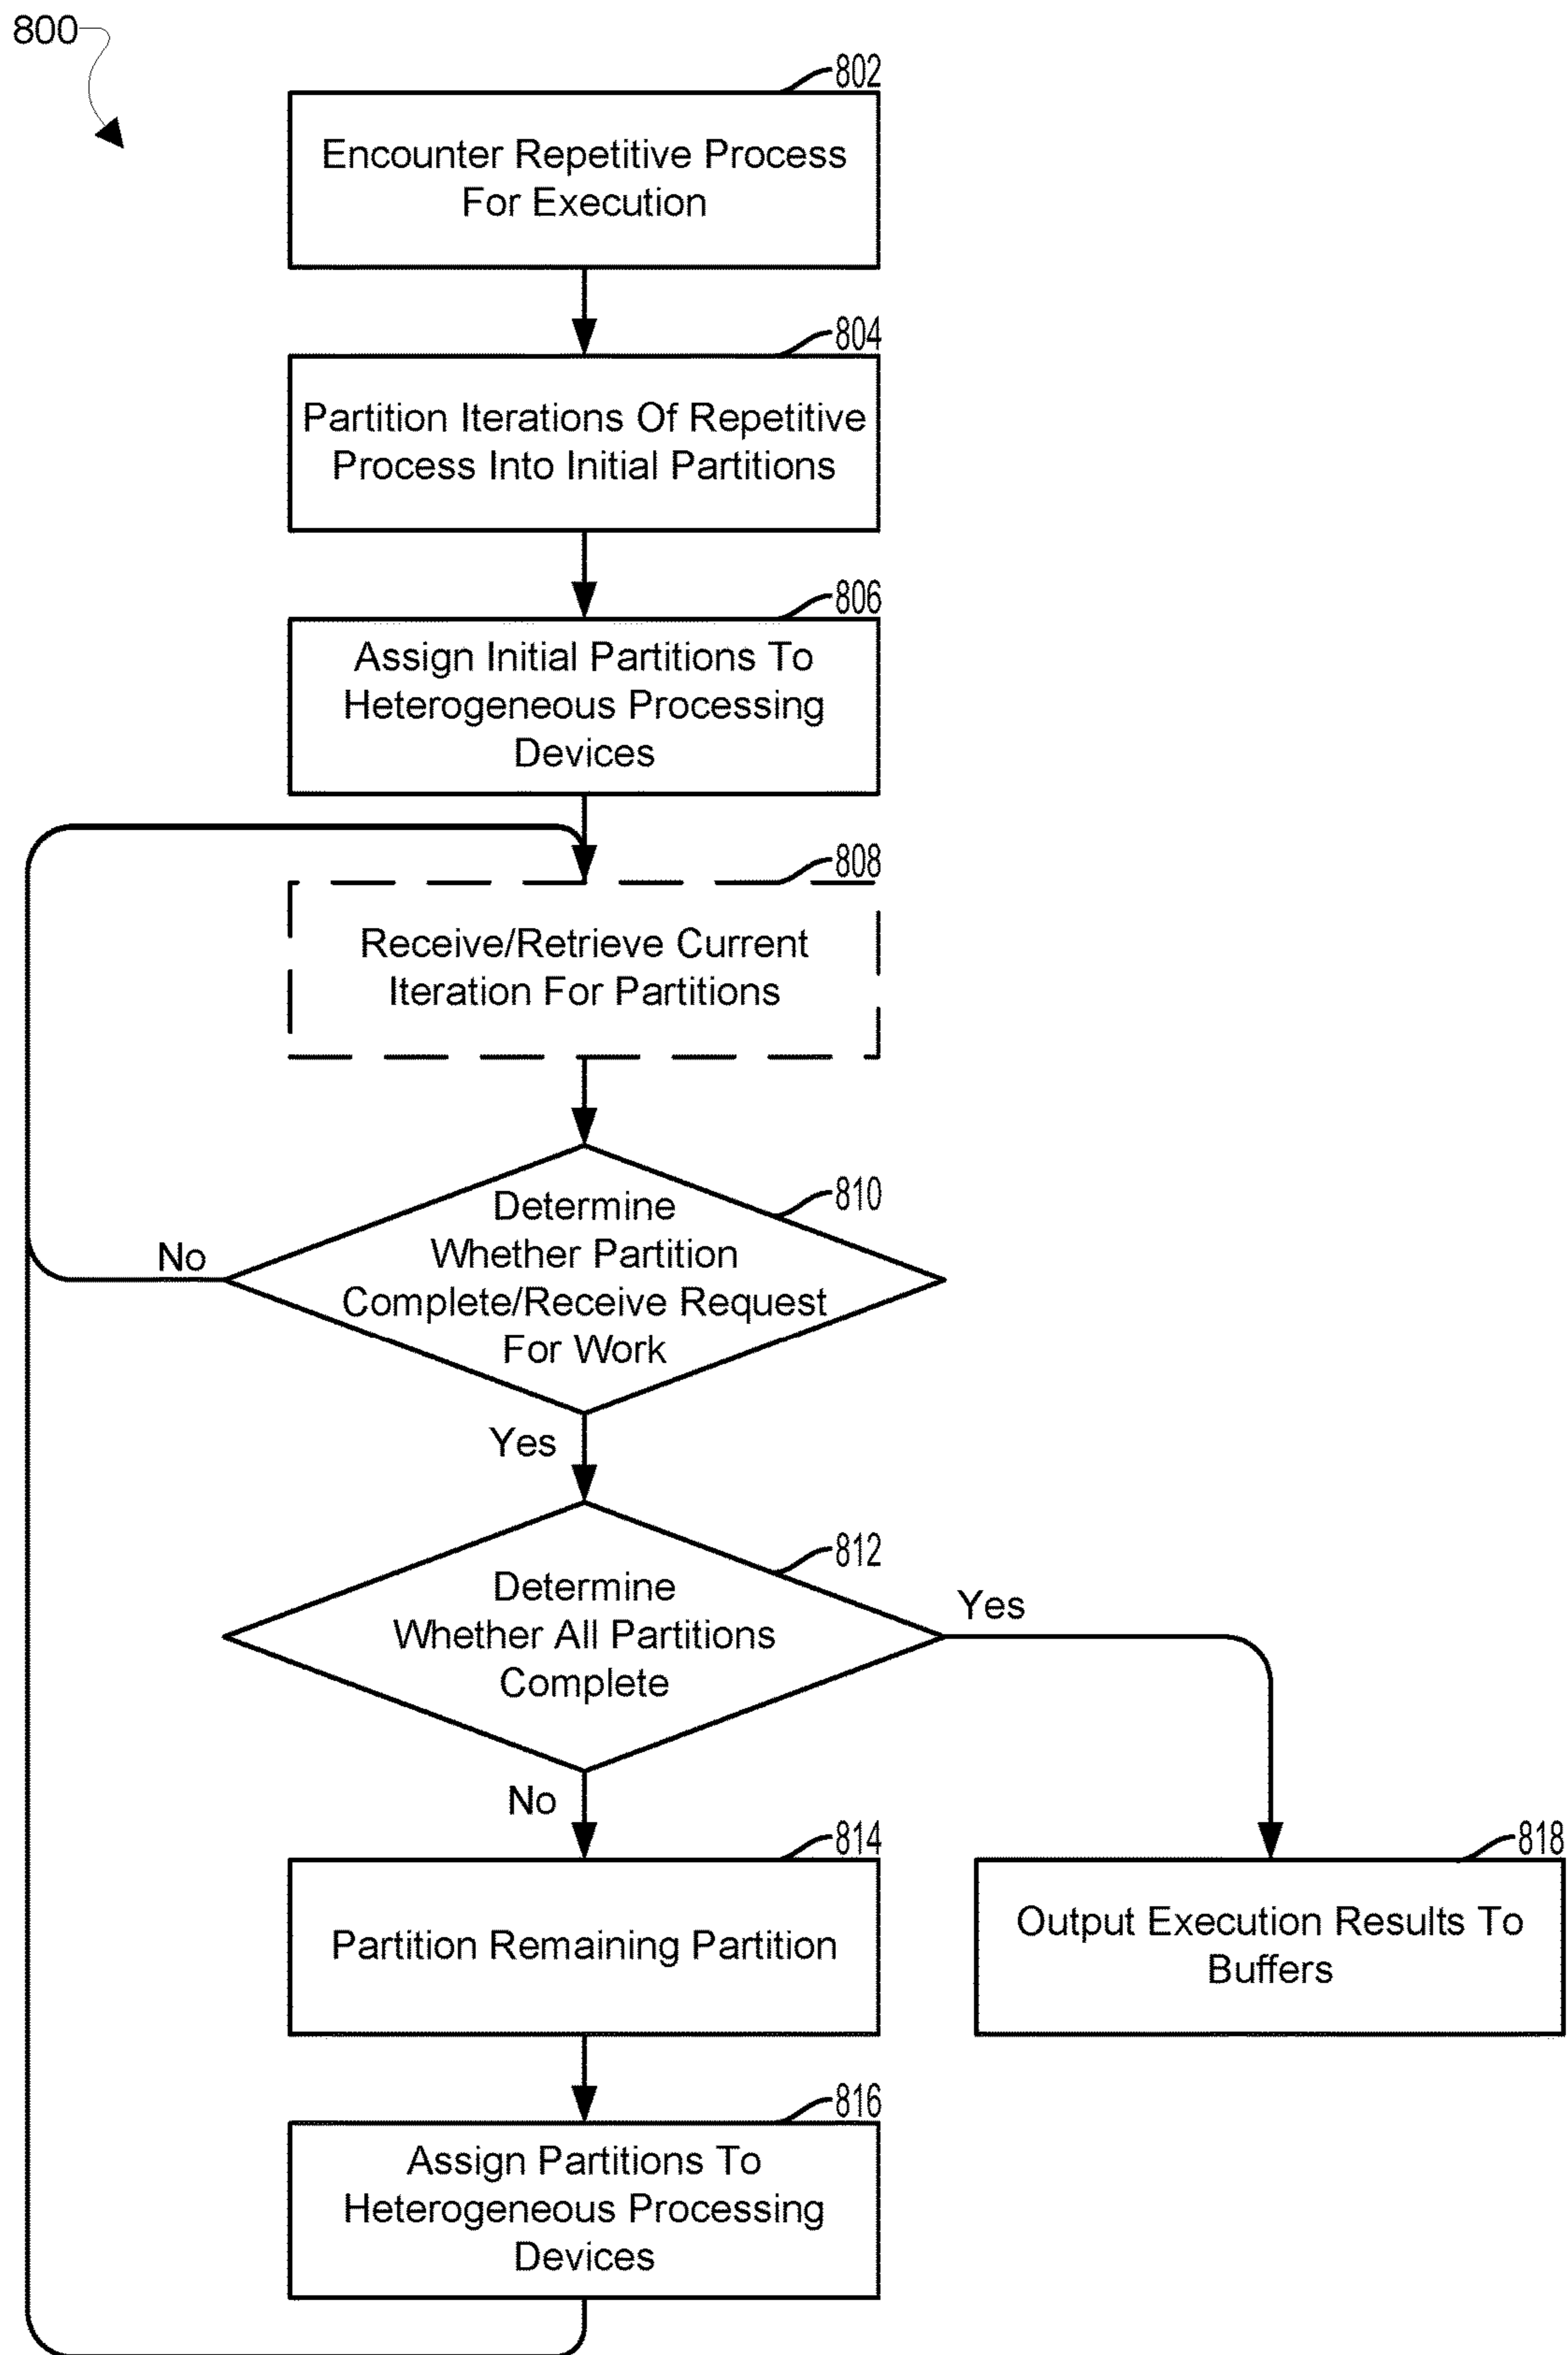 800
802
Encounter Repetitive Process
For Execution
804
Partition Iterations Of Repetitive
Process Into Initial Partitions
806
Assign Initial Partitions To
Heterogeneous Processing
Devices
808
Receive/Retrieve Current
Iteration For Partitions
810
Determine
Whether Partition
Complete/Receive Request
For Work
No
Yes
812
Determine
Whether All Partitions
Complete
Yes
No
814
Partition Remaining Partition
818
Output Execution Results To
Buffers
816
Assign Partitions To
Heterogeneous Processing
Devices